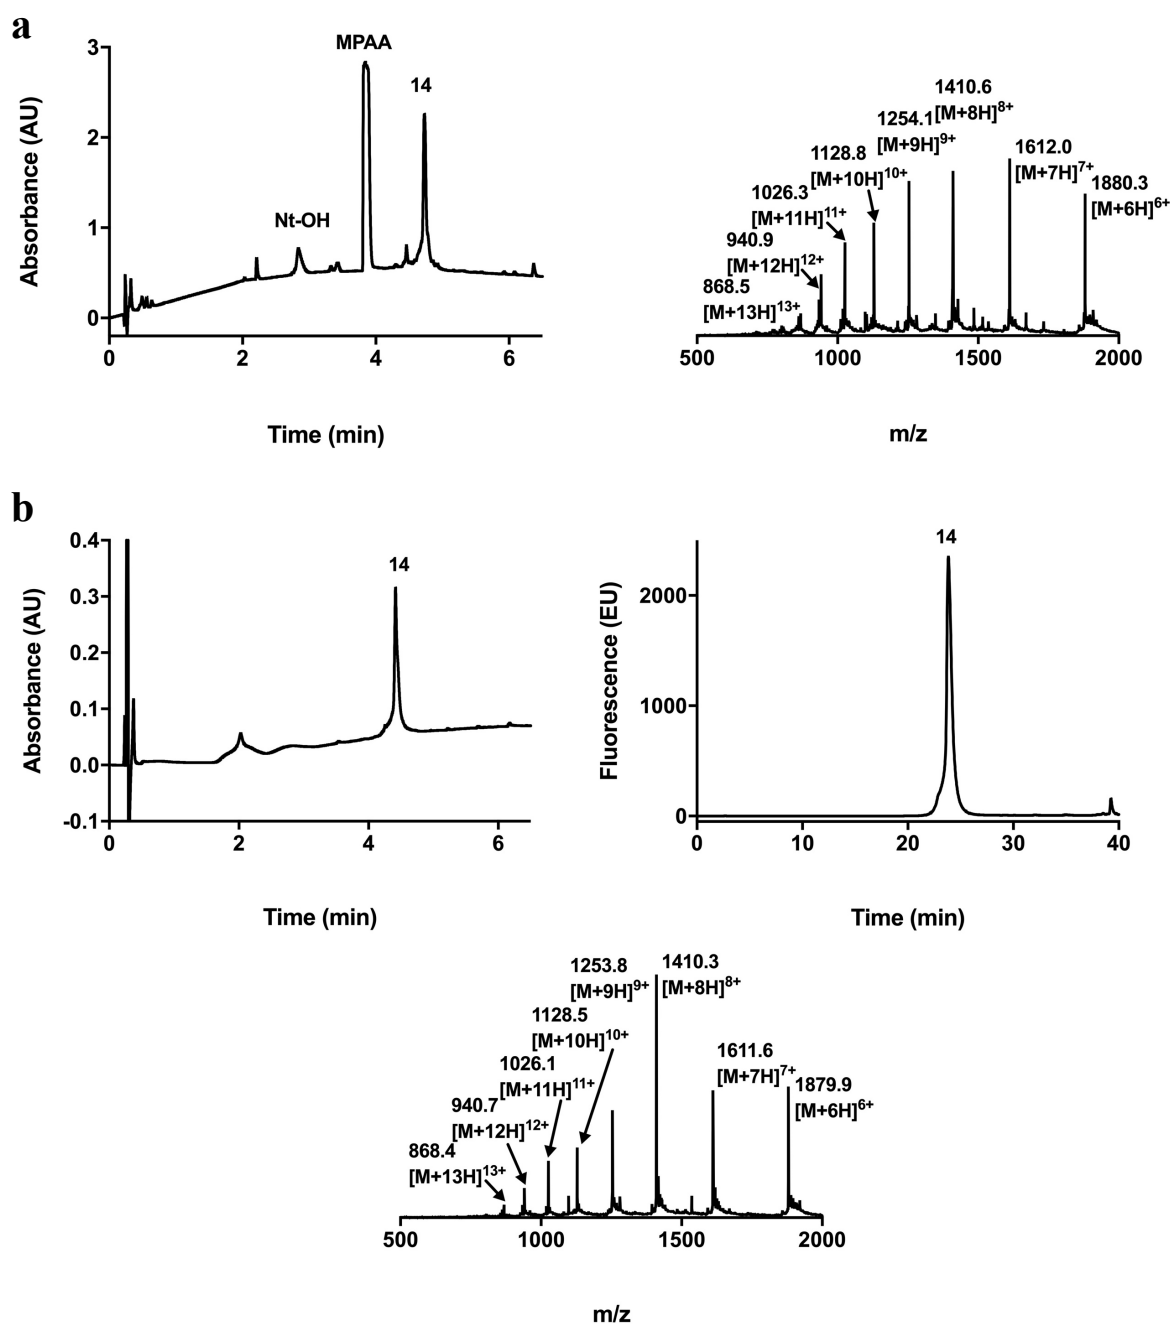 a
3
2
1
0
Absorbance (AU)
MPAA
14
Nt-OH
0 2 4 6
Time (min)
1410.6
[M+8H]8+
1254.1
[M+9H]9+
1128.8
[M+10H]10+
1612.0
[M+7H]7+
1026.3
[M+11H]11+
1880.3
[M+6H]6+
940.9
[M+12H]12+
868.5
[M+13H]13+
500 1000 1500 2000
m/z
b
0.4
0.3
0.2
0.1
0.0
-0.1
Absorbance (AU)
14
0 2 4 6
Time (min)
14
2000
1000
0
Fluorescence (EU)
0 10 20 30 40
Time (min)
1253.8
[M+9H]9+
1410.3
[M+8H]8+
1128.5
[M+10H]10+
1026.1
[M+11H]11+
1611.6
[M+7H]7+
1879.9
[M+6H]6+
940.7
[M+12H]12+
868.4
[M+13H]13+
500 1000 1500 2000
m/z